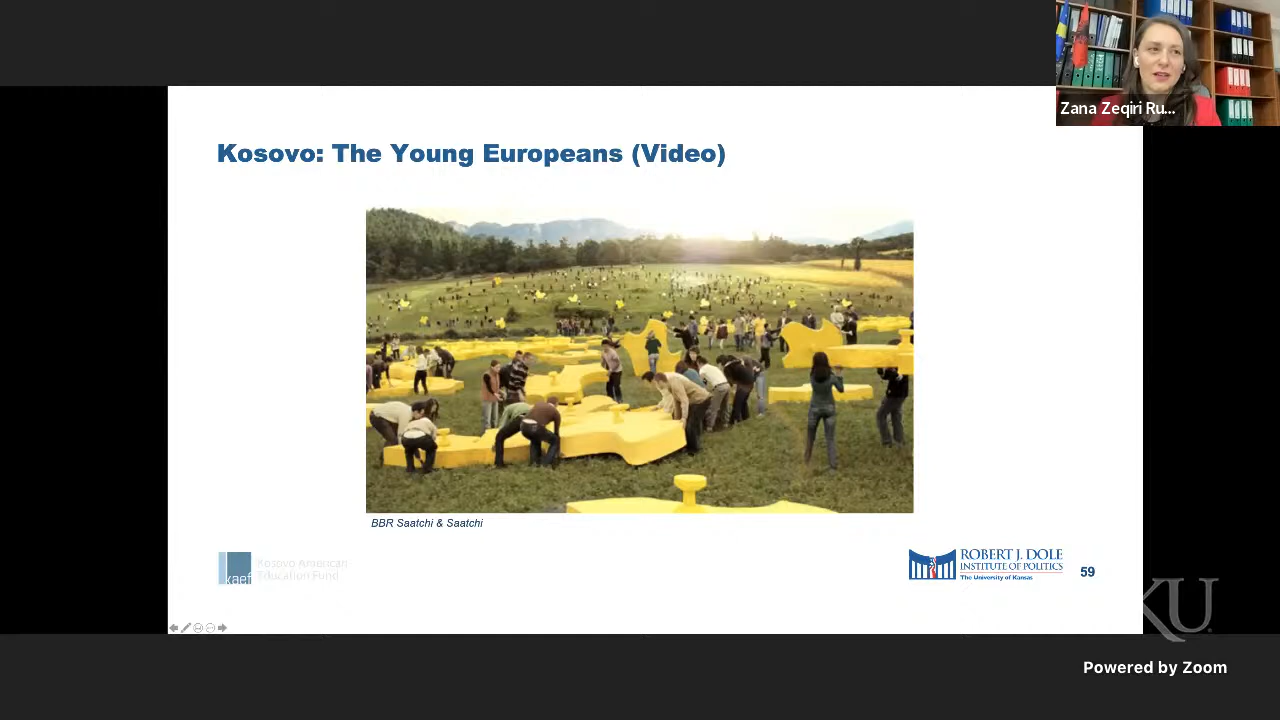 Zana Zeqiri Ru...
Kosovo: The Young Europeans (Video)
BBR Saatchi & Saatchi
kaef
Kosovo American
Education Fund
ROBERT J. DOLE
INSTITUTE OF POLITICS
The University of Kansas
59
KU
Powered by Zoom